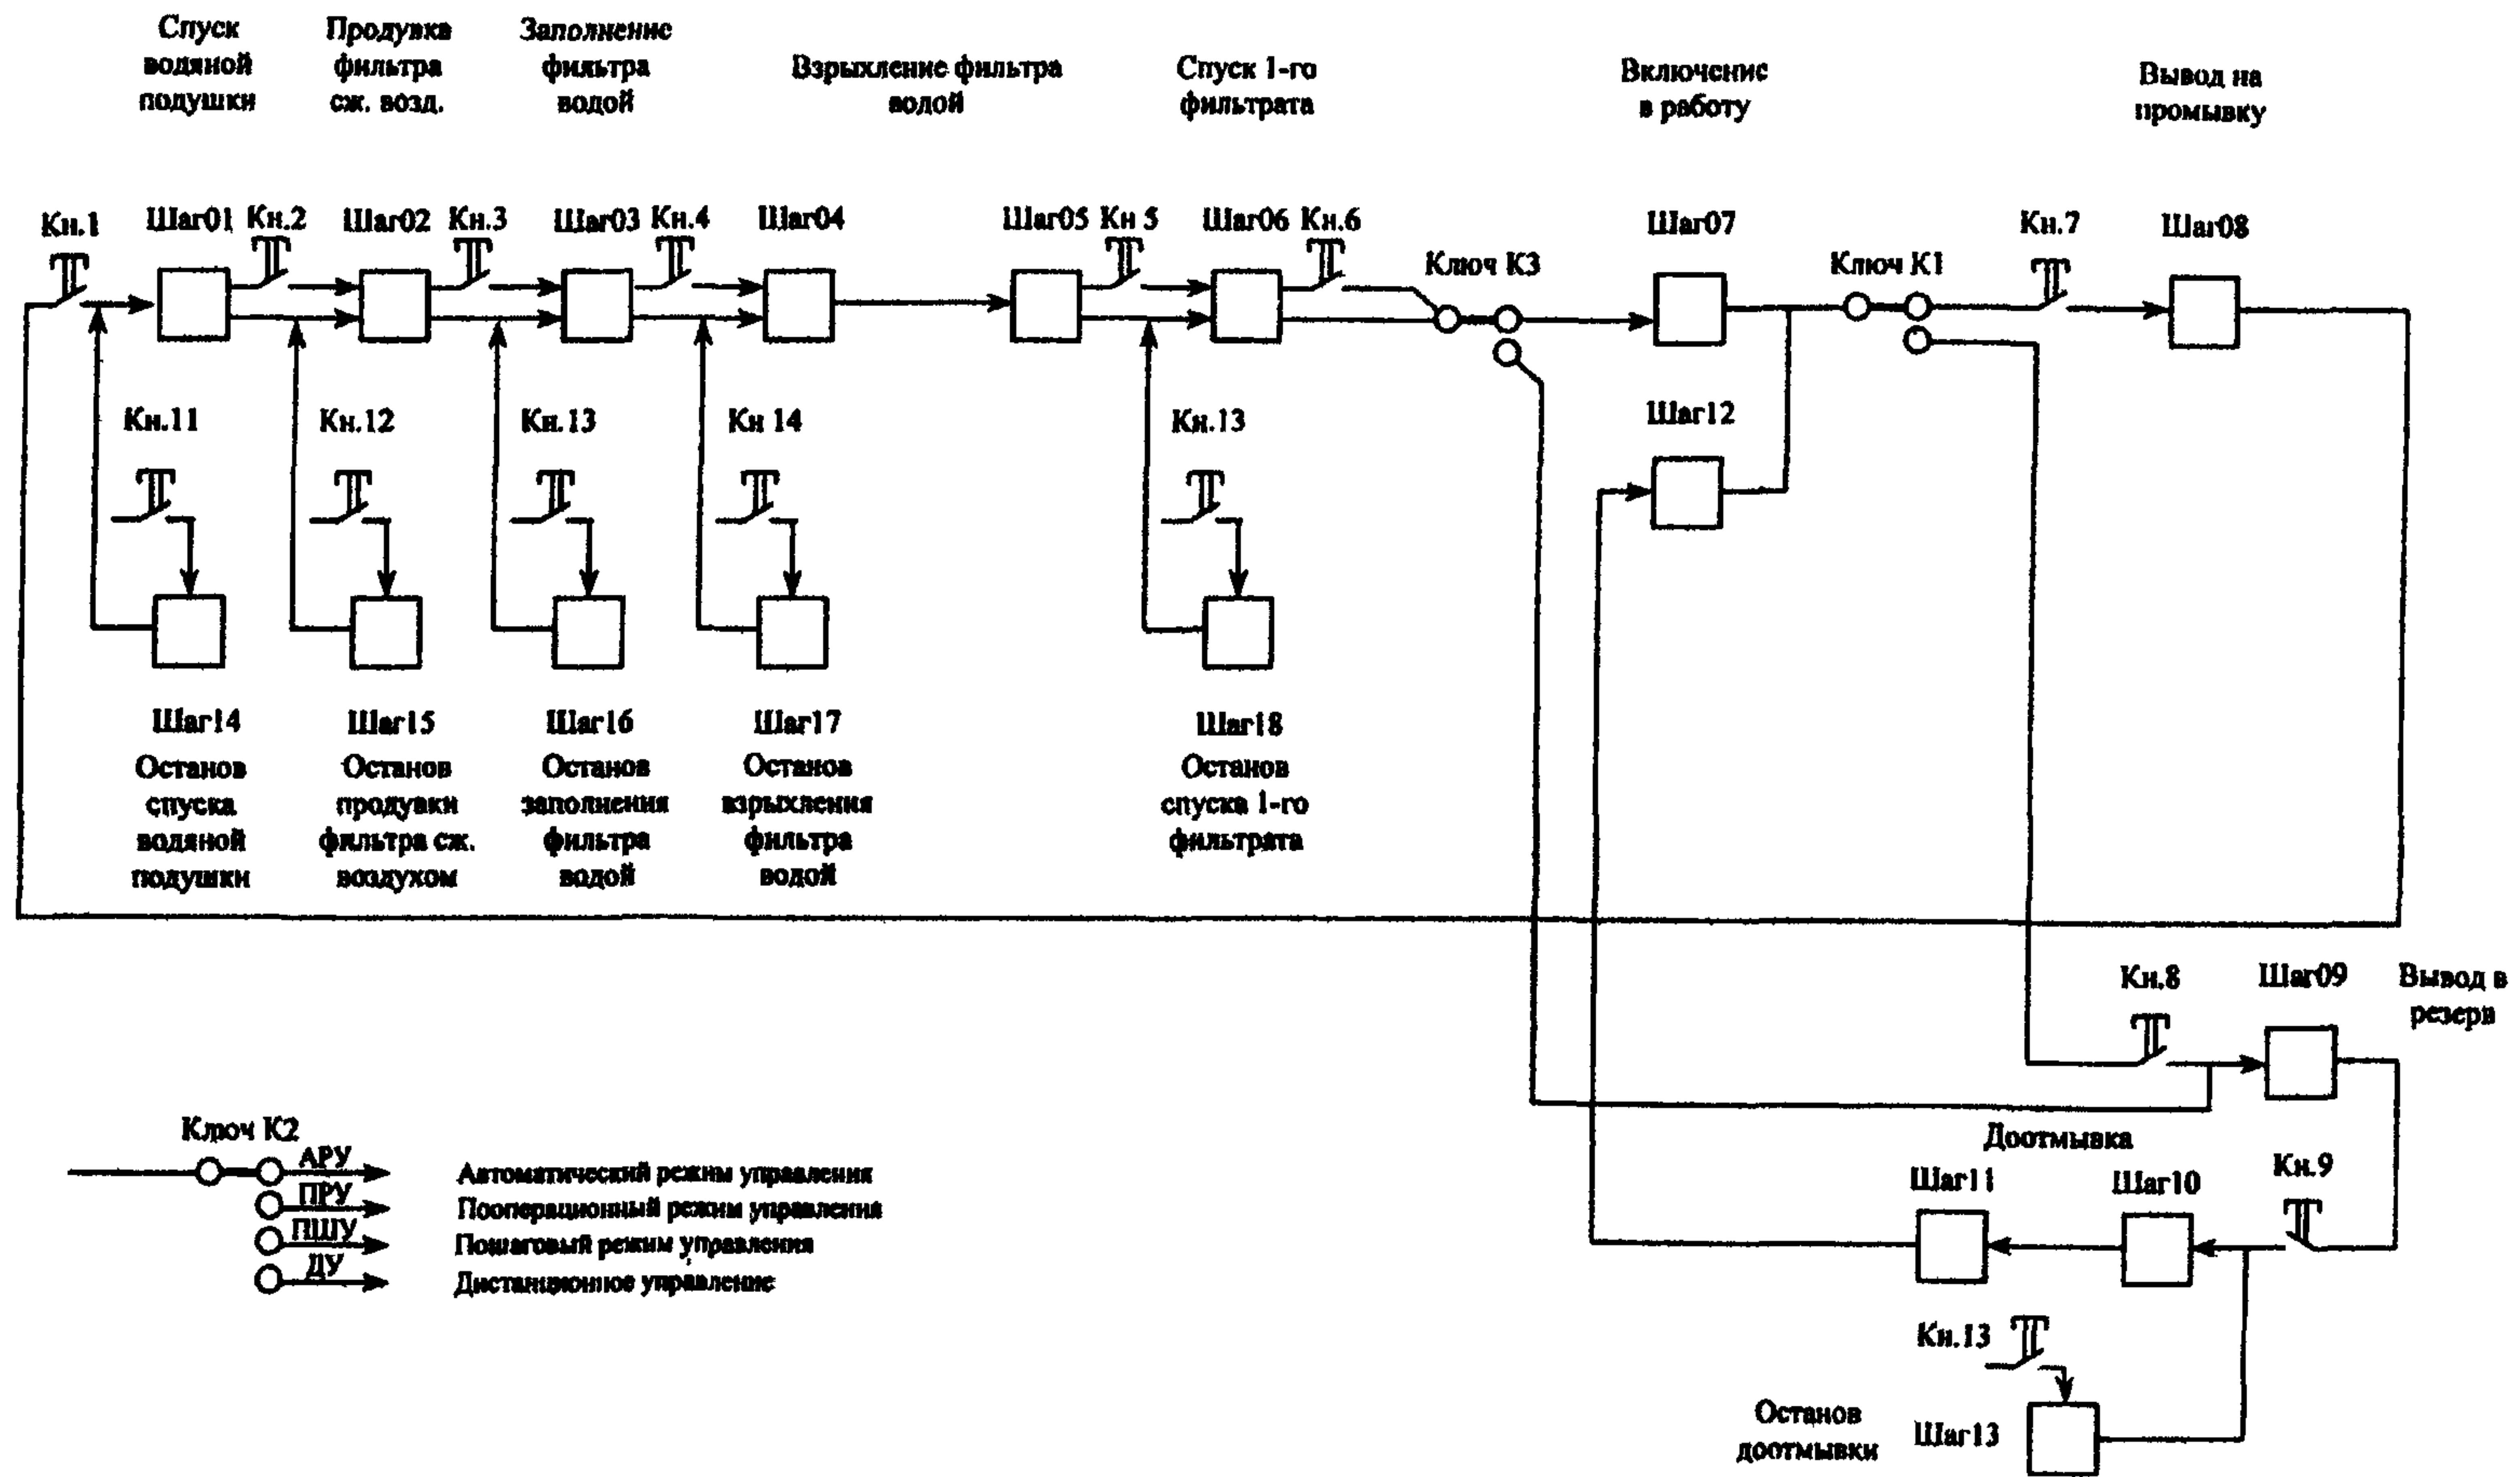 Спуск
водяной
подушки
Продувка
фильтра
сж. возд.
Заполнение
фильтра
водой
Взрыхление фильтра
водой
Спуск 1-го
фильтрата
Включение
в работу
Вывод на
промывку
Кн.1
Шаг01
Кн.2
Шаг02
Кн.3
Шаг03
Кн.4
Шаг04
Шаг05
Кн 5
Шаг06
Кн.6
Ключ К3
Шаг07
Ключ К1
Кн.7
Шаг08
Кн.11
Кн.12
Кн.13
Кн 14
Кн.13
Шаг12
Шаг14
Останов
спуска
водяной
подушки
Шаг15
Останов
продувки
фильтра сж.
воздухом
Шаг16
Останов
заполнения
фильтра
водой
Шаг17
Останов
взрыхления
фильтра
водой
Шаг18
Останов
спуска 1-го
фильтрата
Кн.8
Шаг09
Вывод в
резерв
Доотмывка
Шаг11
Шаг10
Кн.9
Ключ К2
АРУ
Автоматический режим управления
ПРУ
Пооперационный режим управления
ПШУ
Пошаговый режим управления
ДУ
Дистанционное управление
Кн.13
Останов
доотмывки
Шаг13